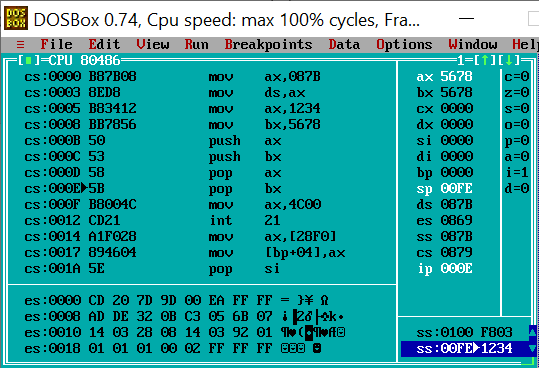 DOSBox 0.74, Cpu speed: max 100% cycles, Fra...
≡ File Edit View Run Breakpoints Data Options Window Help
[■]=CPU 80486 1=[↑][↓]
cs:0000 B87B08 mov ax,087B
cs:0003 8ED8 mov ds,ax
cs:0005 B83412 mov ax,1234
cs:0008 BB7856 mov bx,5678
cs:000B 50 push ax
cs:000C 53 push bx
cs:000D 58 pop ax
cs:000E►5B pop bx
cs:000F B8004C mov ax,4C00
cs:0012 CD21 int 21
cs:0014 A1F028 mov ax,[28F0]
cs:0017 894604 mov [bp+04],ax
cs:001A 5E pop si
ax 5678 c=0
bx 5678 z=0
cx 0000 s=0
dx 0000 o=0
si 0000 p=0
di 0000 a=0
bp 0000 i=1
sp 00FE d=0
ds 087B
es 0869
ss 087B
cs 0879
ip 000E
es:0000 CD 20 7D 9D 00 EA FF FF = }¥ Ω
es:0008 AD DE 32 0B C3 05 6B 07
es:0010 14 03 28 08 14 03 92 01
es:0018 01 01 01 00 02 FF FF FF
ss:0100 F803
ss:00FE►1234